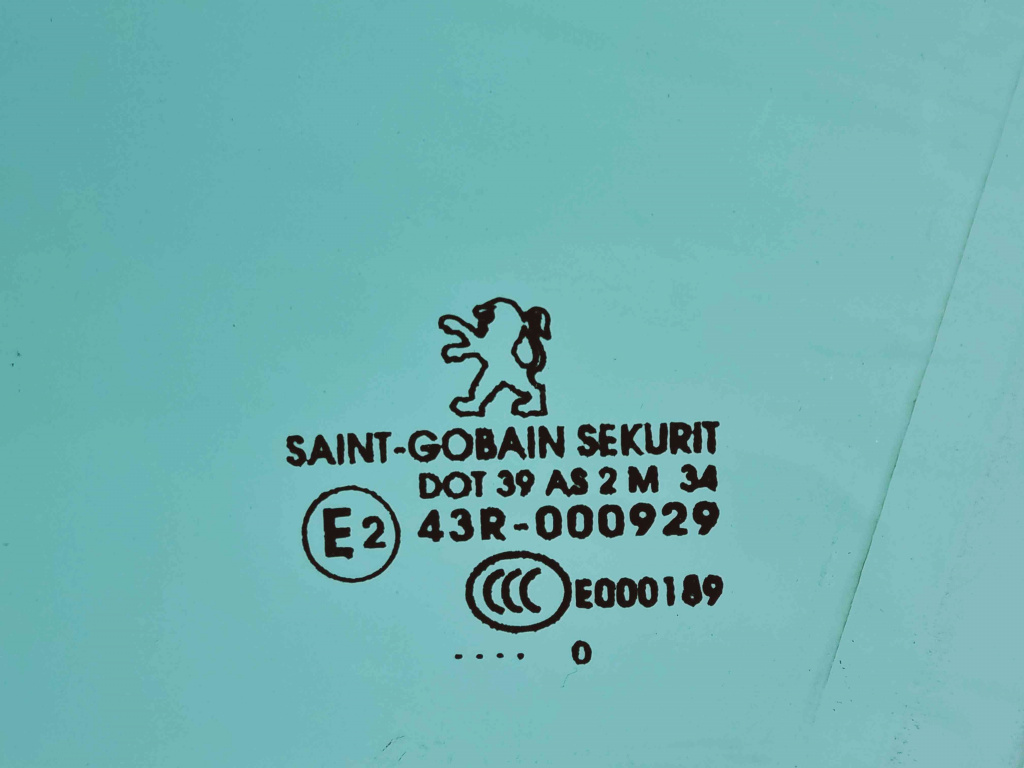 SAINT-GOBAIN SEKURIT
DOT 39 AS 2 M 34
E2 43R-000929
CCC E000189
.... 0